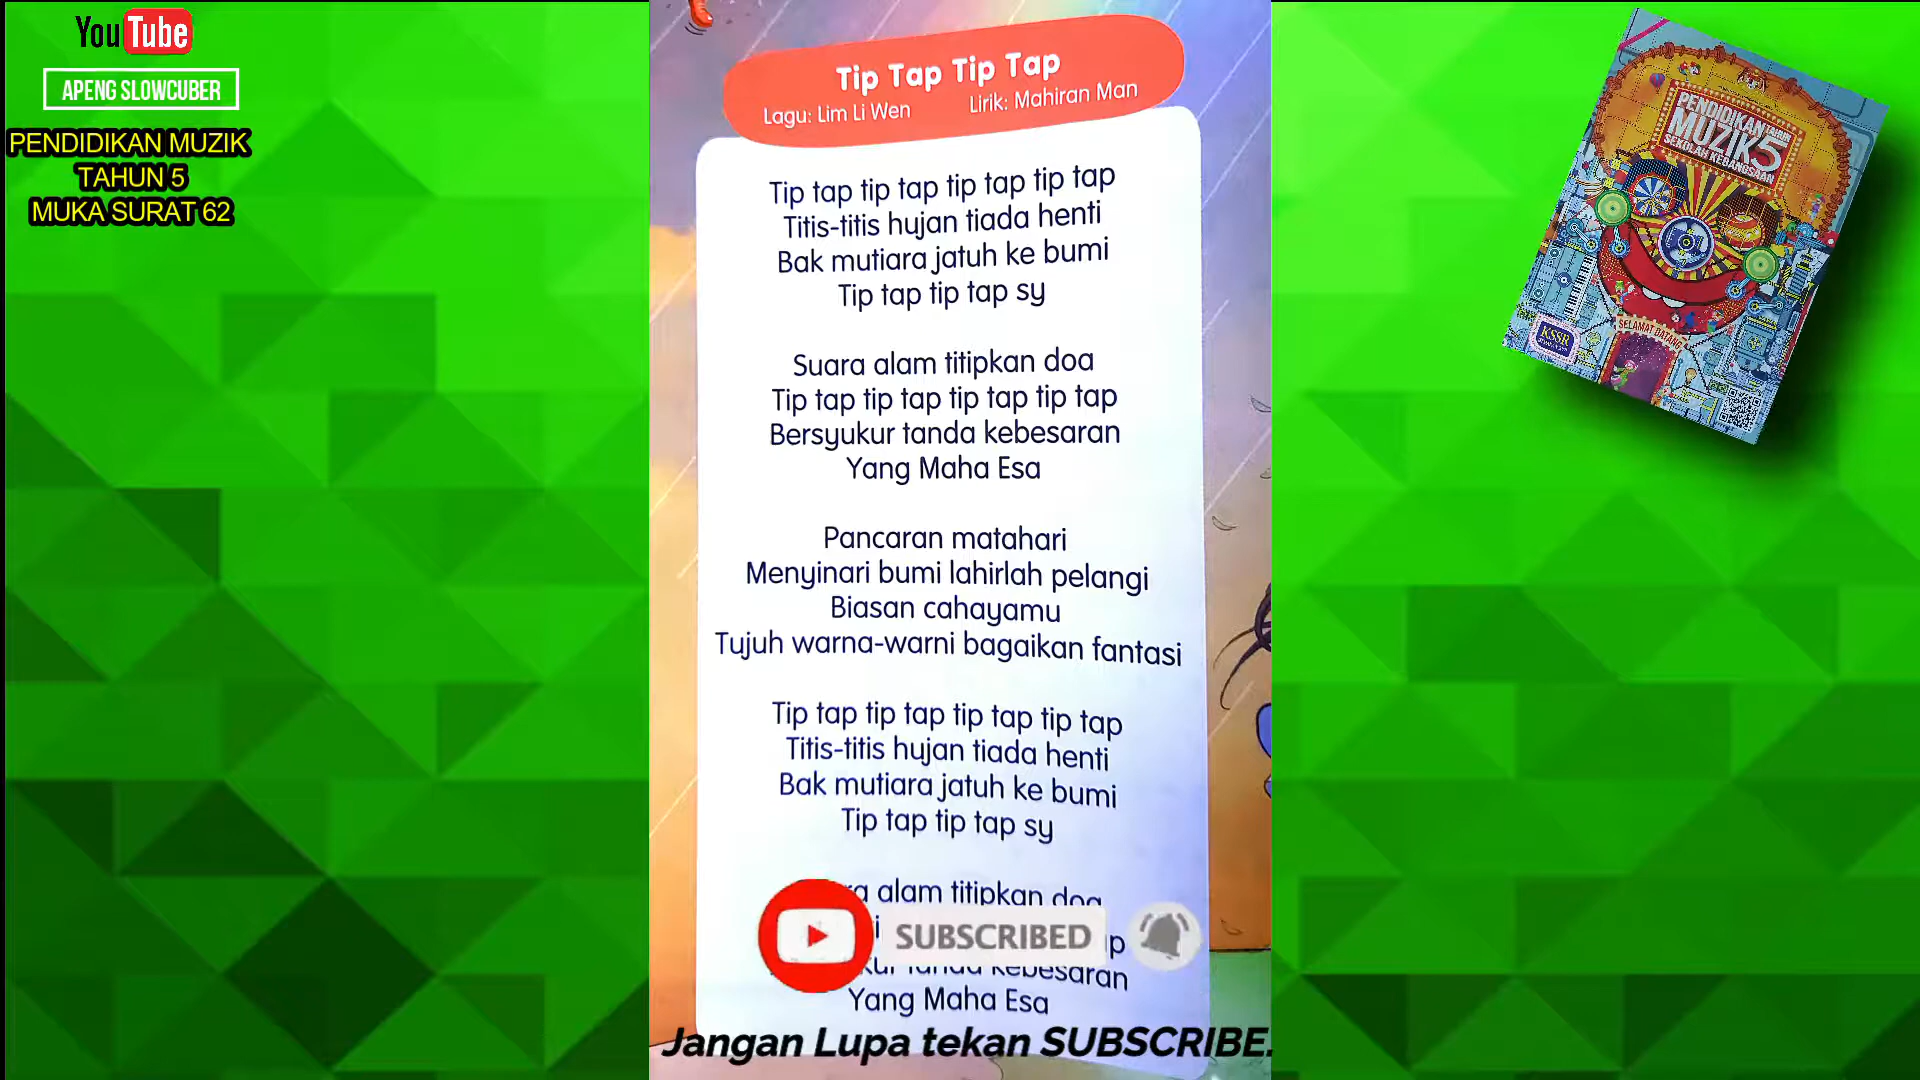 YouTube
APENG SLOWCUBER
PENDIDIKAN MUZIK
TAHUN 5
MUKA SURAT 62
Tip Tap Tip Tap
Lagu: Lim Li Wen Lirik: Mahiran Man
Tip tap tip tap tip tap tip tap
Titis-titis hujan tiada henti
Bak mutiara jatuh ke bumi
Tip tap tip tap sy
Suara alam titipkan doa
Tip tap tip tap tip tap tip tap
Bersyukur tanda kebesaran
Yang Maha Esa
Pancaran matahari
Menyinari bumi lahirlah pelangi
Biasan cahayamu
Tujuh warna-warni bagaikan fantasi
Tip tap tip tap tip tap tip tap
Titis-titis hujan tiada henti
Bak mutiara jatuh ke bumi
Tip tap tip tap sy
alam titipkan doa
SUBSCRIBED
kebesaran
Yang Maha Esa
Jangan Lupa tekan SUBSCRIBE.
PENDIDIKAN
MUZIK 5
SEKOLAH KEBANGSAAN
SELAMAT DATANG
KSSR